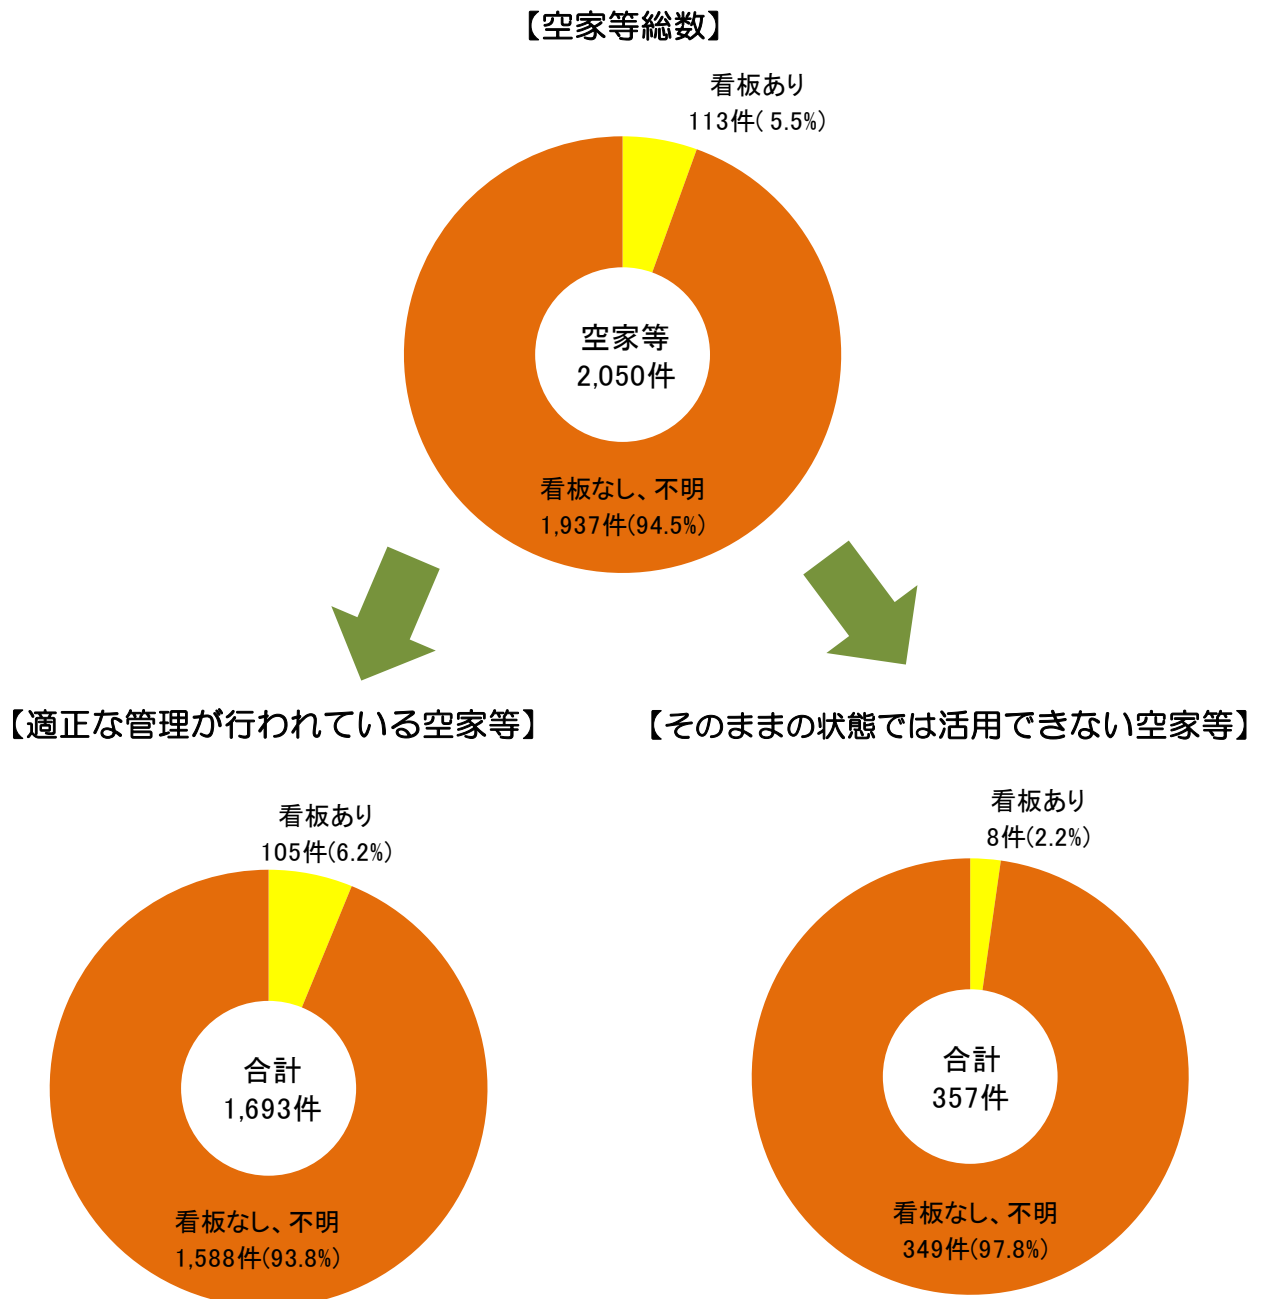 【空家等総数】
看板あり
113件( 5.5%)
空家等
2,050件
看板なし、不明
1,937件(94.5%)
【適正な管理が行われている空家等】
看板あり
105件(6.2%)
合計
1,693件
看板なし、不明
1,588件(93.8%)
【そのままの状態では活用できない空家等】
看板あり
8件(2.2%)
合計
357件
看板なし、不明
349件(97.8%)